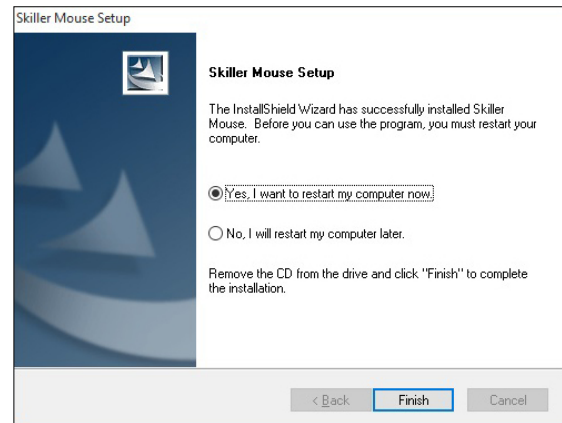 Skiller Mouse Setup
Skiller Mouse Setup
The InstallShield Wizard has successfully installed Skiller
Mouse. Before you can use the program, you must restart your
computer.
Yes, I want to restart my computer now.
No, I will restart my computer later.
Remove the CD from the drive and click "Finish" to complete
the installation.
< Back Finish Cancel